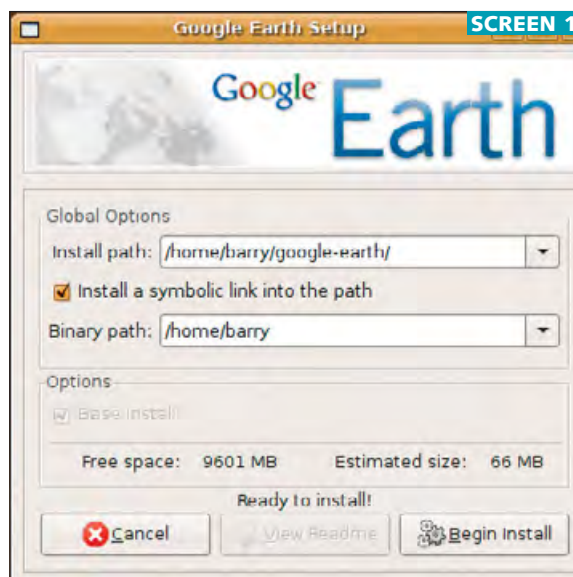 SCREEN 1
Google Earth Setup
Google Earth
Global Options
Install path: /home/barry/google-earth/
Install a symbolic link into the path
Binary path: /home/barry
Options
Base Install
Free space: 9601 MB Estimated size: 66 MB
Ready to install!
Cancel View Readme Begin Install